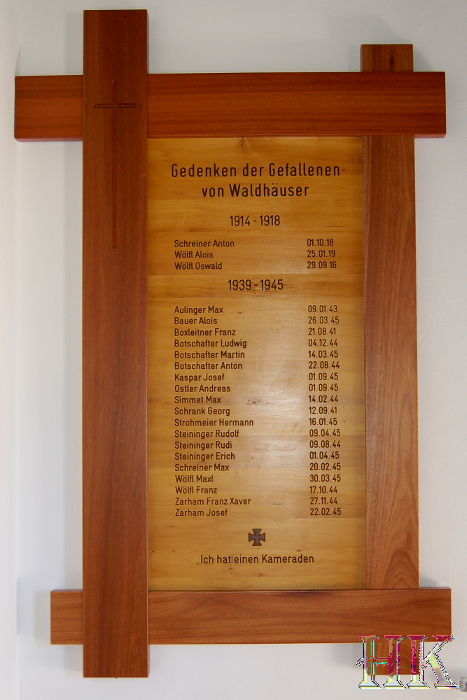 Gedenken der Gefallenen
von Waldhäuser
1914 - 1918
Schreiner Anton 01.10.18
Wölfl Alois 25.01.19
Wölfl Oswald 29.09.16
1939 - 1945
Aulinger Max 09.01.43
Bauer Alois 26.03.45
Boxleitner Franz 21.08.41
Botschafter Ludwig 04.12.44
Botschafter Martin 14.03.45
Botschafter Anton 22.08.44
Kaspar Josef 01.09.45
Ostler Andreas 01.09.45
Simmet Max 14.02.44
Schrank Georg 12.09.41
Strohmeier Hermann 16.01.45
Steininger Rudolf 09.04.45
Steininger Rudi 09.08.44
Steininger Erich 01.04.45
Schreiner Max 20.02.45
Wölfl Maxl 30.03.45
Wölfl Franz 17.10.44
Zarham Franz Xaver 27.11.44
Zarham Josef 22.02.45
Ich hat einen Kameraden
HK